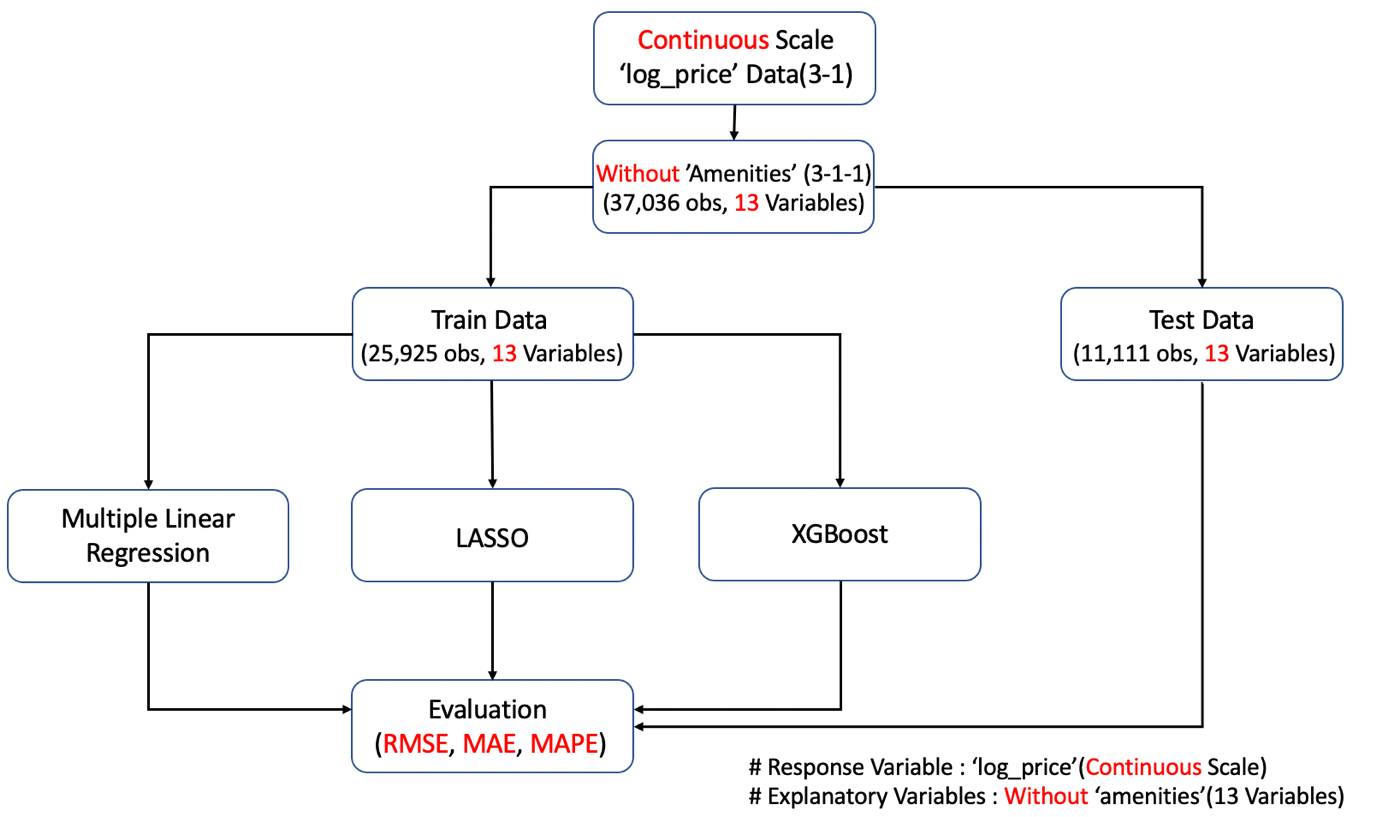 Continuous Scale
‘log_price’ Data(3-1)
Without ’Amenities’ (3-1-1)
(37,036 obs, 13 Variables)
Train Data
(25,925 obs, 13 Variables)
Test Data
(11,111 obs, 13 Variables)
Multiple Linear
Regression
LASSO
XGBoost
Evaluation
(RMSE, MAE, MAPE)
# Response Variable : ‘log_price’(Continuous Scale)
# Explanatory Variables : Without ‘amenities’(13 Variables)